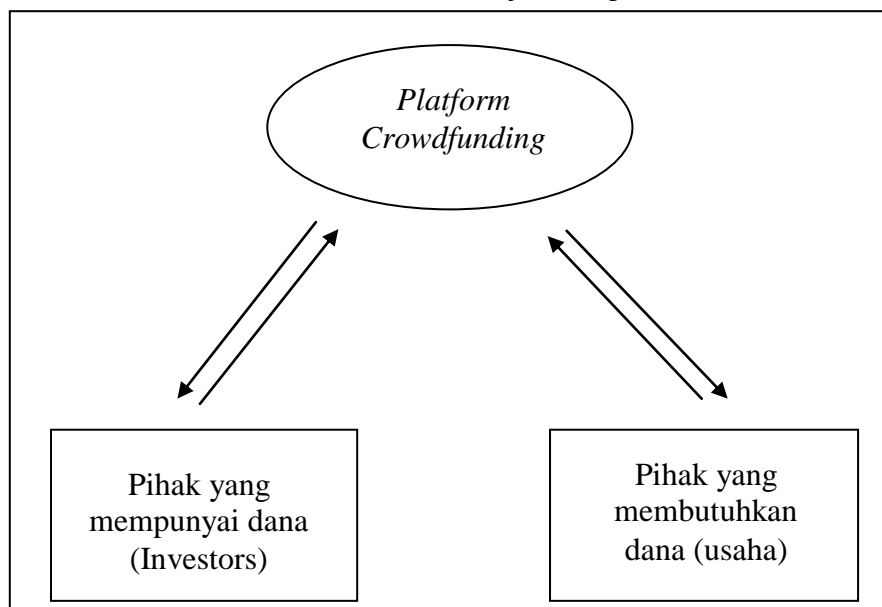 Platform
Crowdfunding
Pihak yang
mempunyai dana
(Investors)
Pihak yang
membutuhkan
dana (usaha)